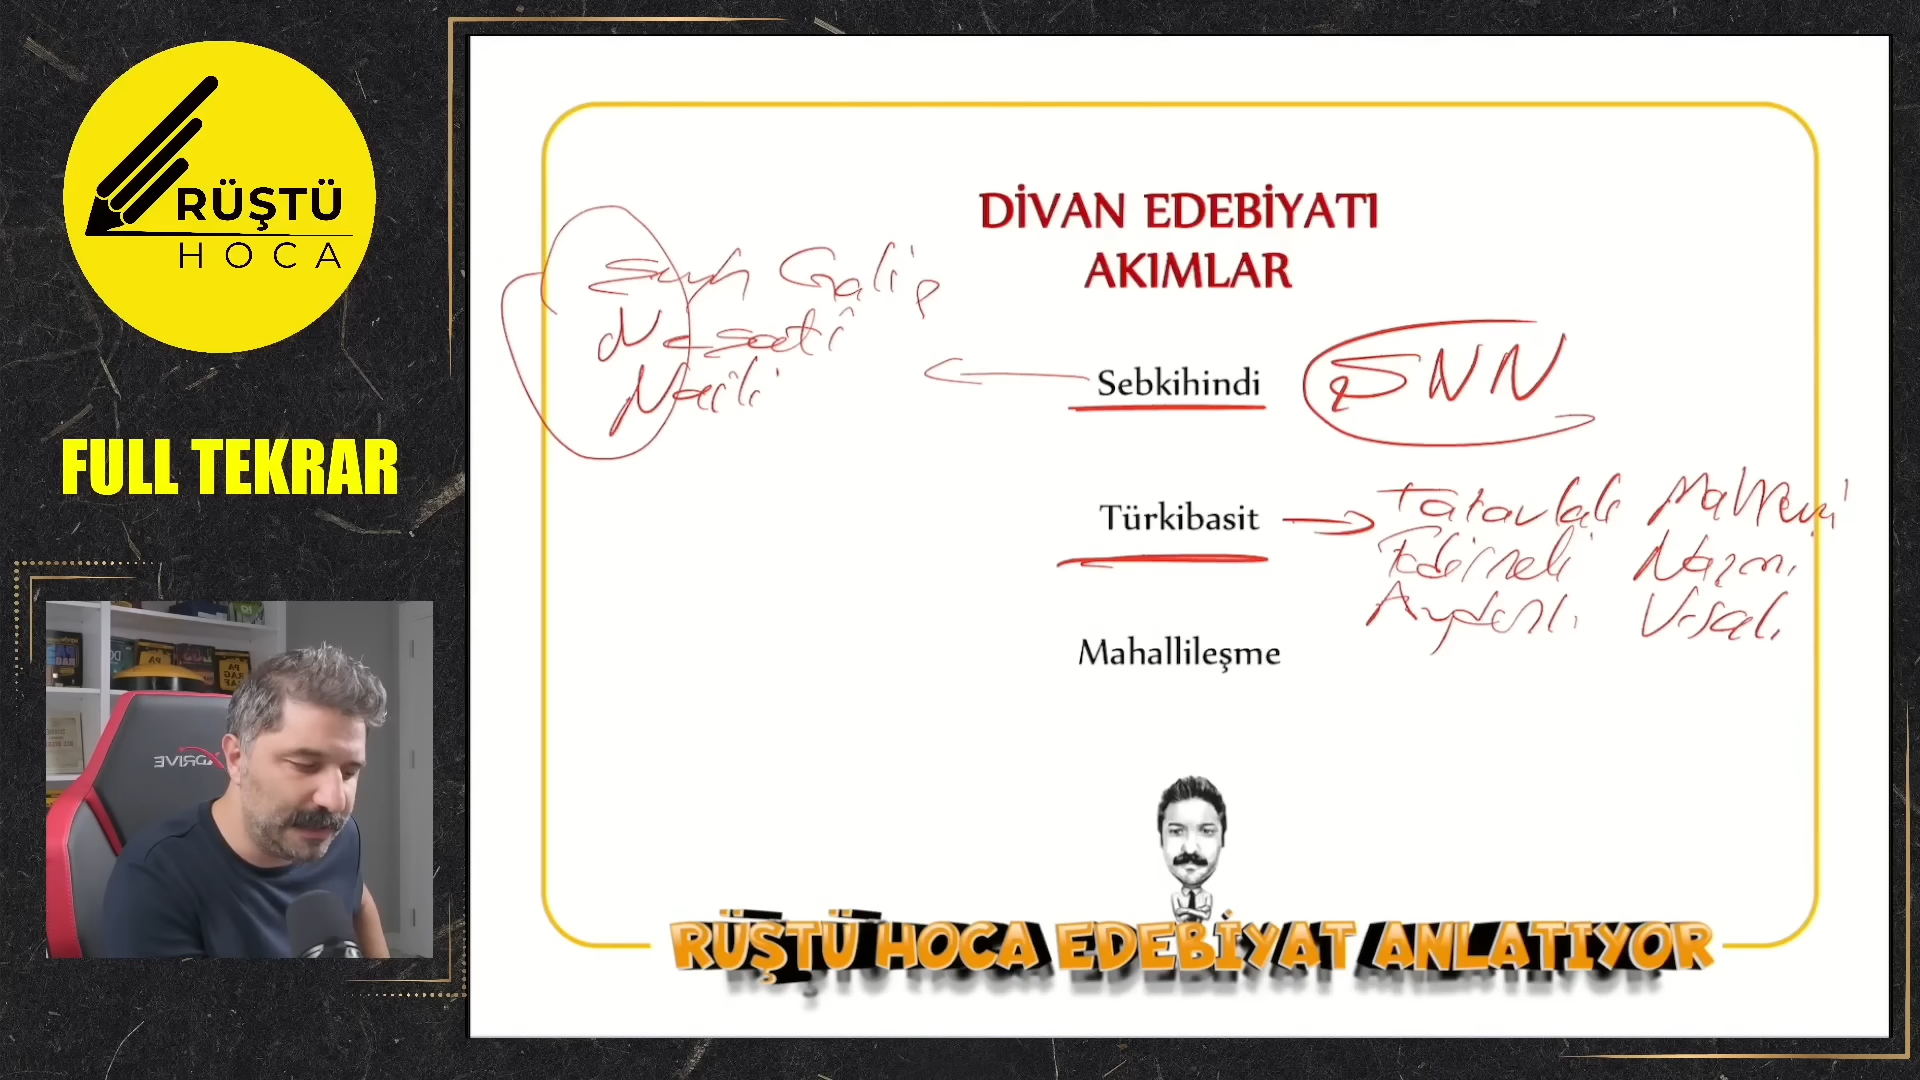 RÜŞTÜ
HOCA
FULL TEKRAR
DİVAN EDEBİYATI
AKIMLAR
Şeyh Galip
Neşati
Naili
Sebkihindi
ŞNN
Türkibasit
Tatavlalı Mahremi
Edirneli Nazmi
Aydınlı Visali
Mahallileşme
RÜŞTÜ HOCA EDEBİYAT ANLATIYOR